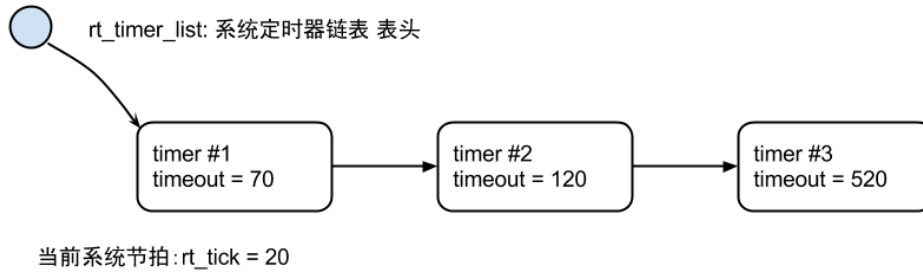 rt_timer_list: 系统定时器链表 表头
timer #1
timeout = 70
timer #2
timeout = 120
timer #3
timeout = 520
当前系统节拍:rt_tick = 20